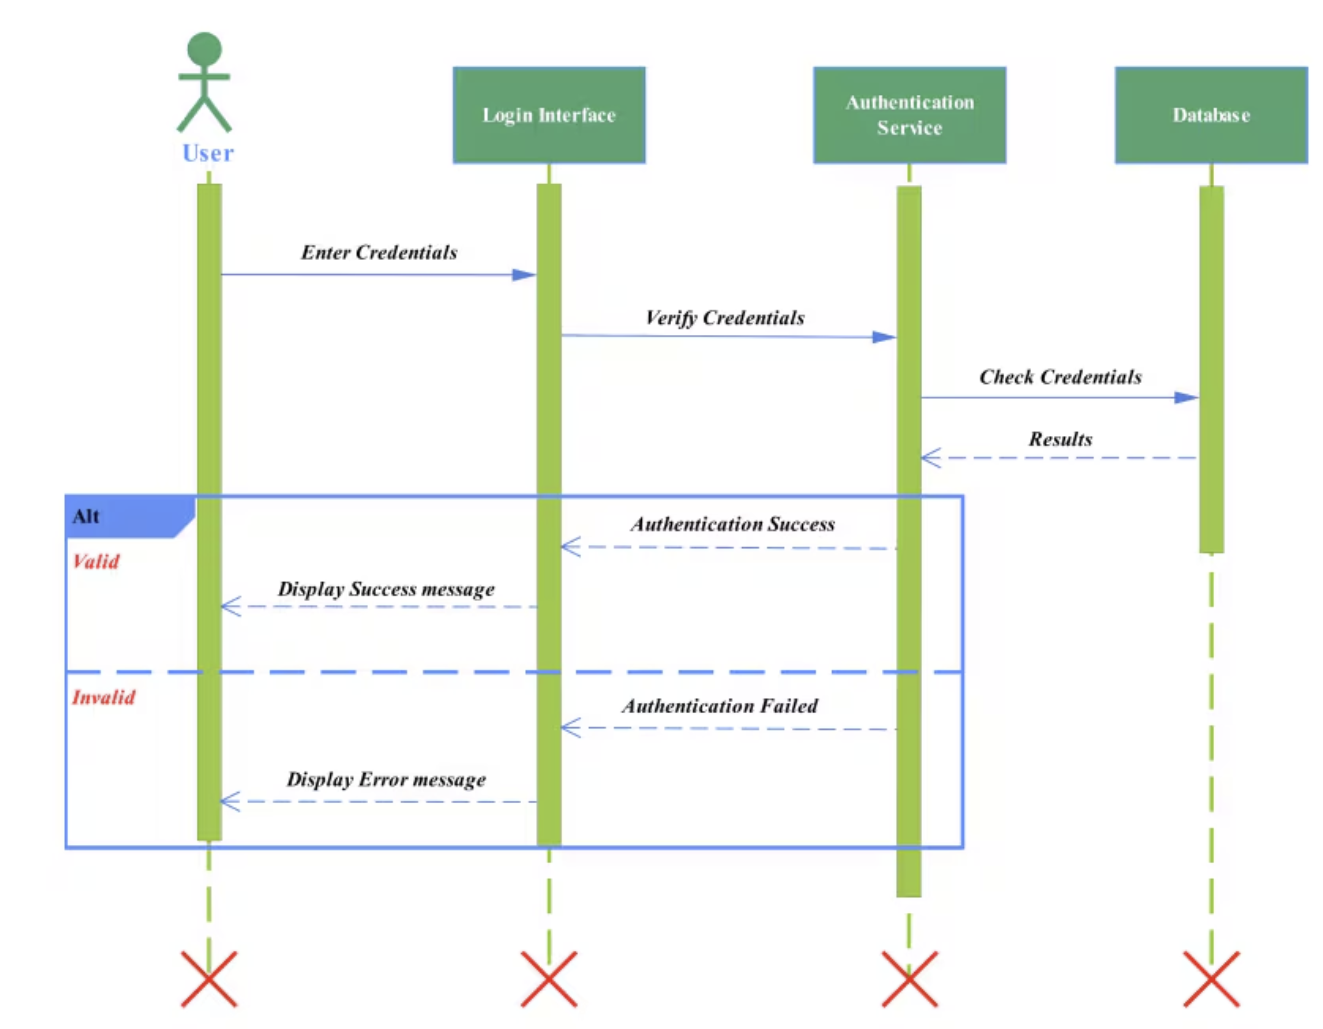 User
Login Interface
Authentication
Service
Database
Enter Credentials
Verify Credentials
Check Credentials
Results
Alt
Authentication Success
Valid
Display Success message
Invalid
Authentication Failed
Display Error message